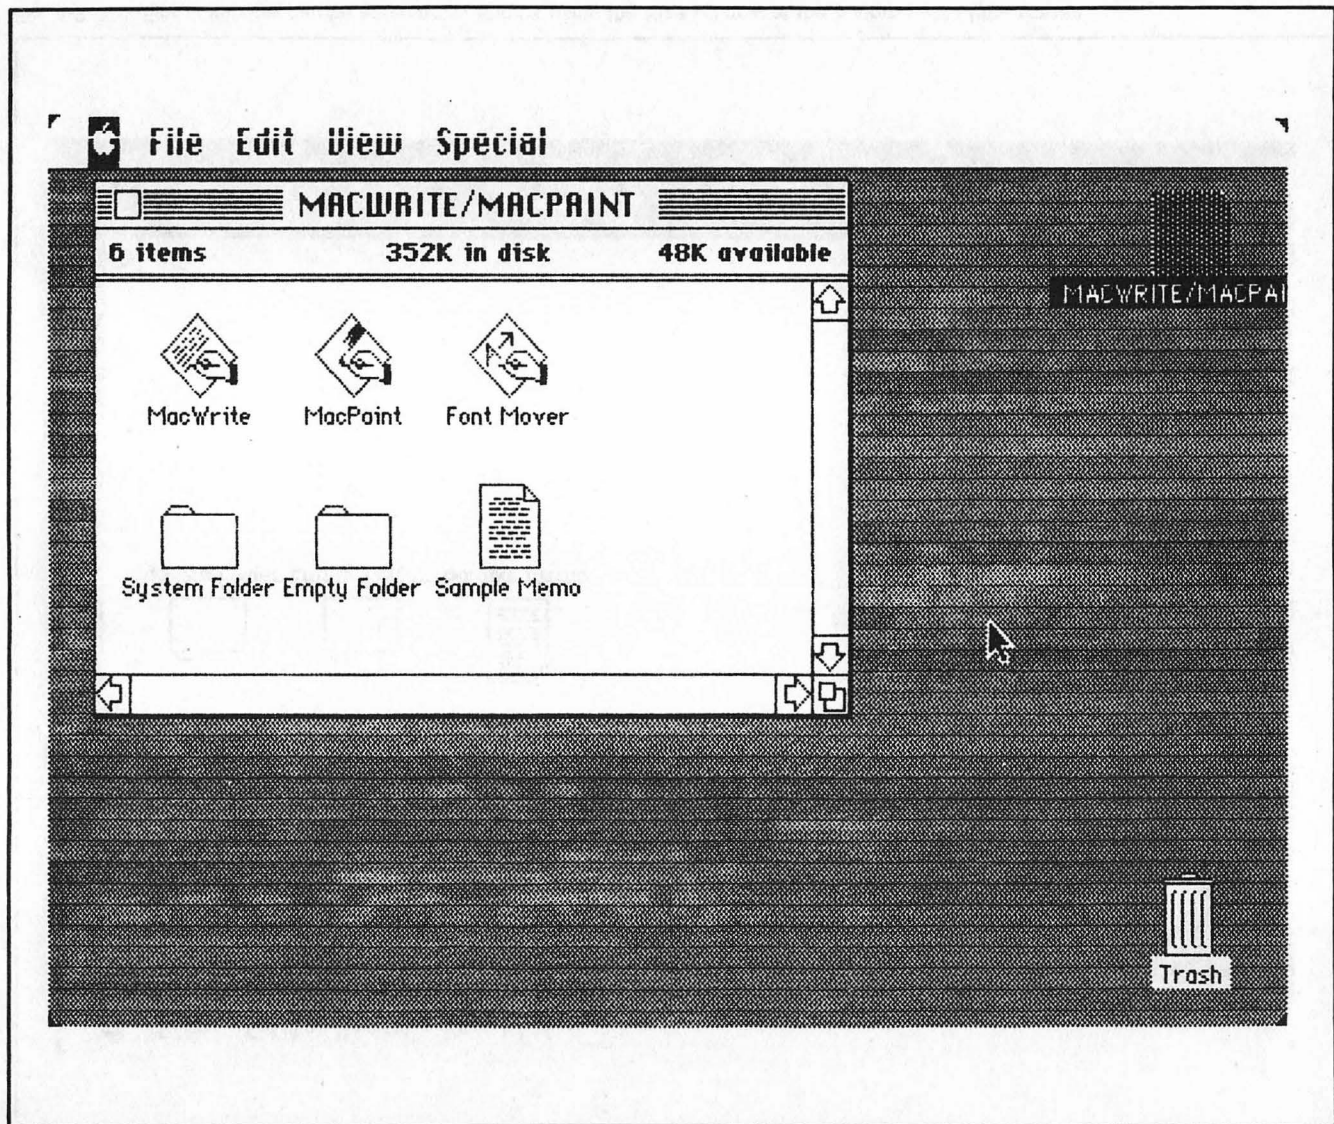 File Edit View Special
MACWRITE/MACPAINT
6 items 352K in disk 48K available
MACWRITE/MACPAI
MacWrite MacPaint Font Mover
System Folder Empty Folder Sample Memo
Trash